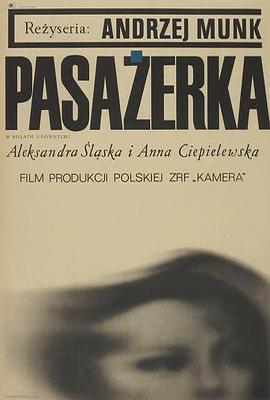 Reżyseria: ANDRZEJ MUNK
PASAŻERKA
W ROLACH GŁÓWNYCH:
Aleksandra Śląska i Anna Ciepielewska
FILM PRODUKCJI POLSKIEJ ZRF „KAMERA"